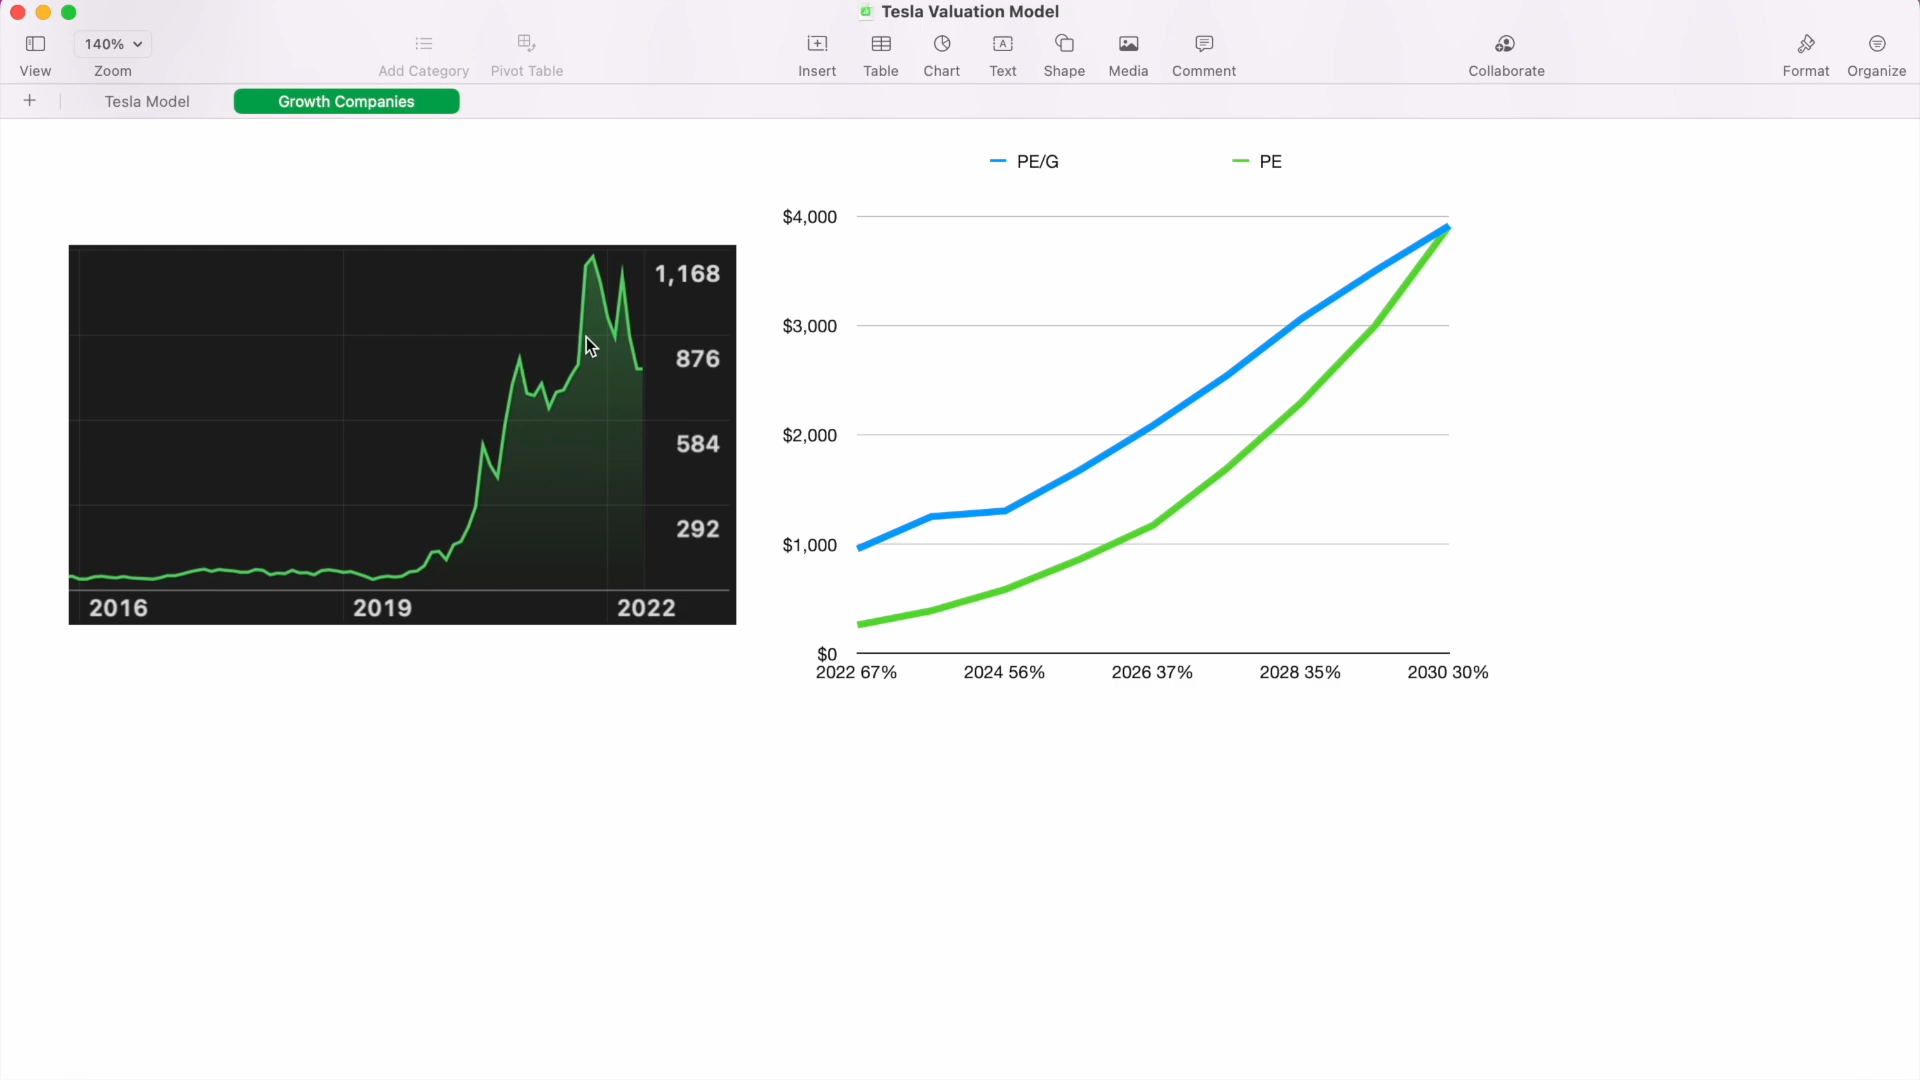 Tesla Valuation Model
140%
View
Zoom
Add Category
Pivot Table
Insert
Table
Chart
Text
Shape
Media
Comment
Collaborate
Format
Organize
Tesla Model
Growth Companies
1,168
876
584
292
2016
2019
2022
PE/G
PE
$4,000
$3,000
$2,000
$1,000
$0
2022 67%
2024 56%
2026 37%
2028 35%
2030 30%